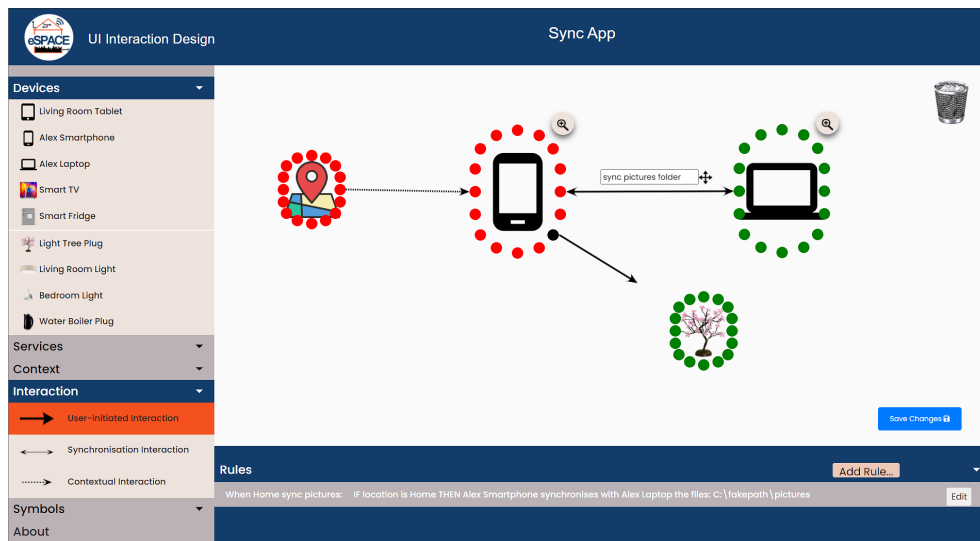 eSPACE
UI Interaction Design
Sync App
Devices
Living Room Tablet
Alex Smartphone
Alex Laptop
Smart TV
Smart Fridge
Light Tree Plug
Living Room Light
Bedroom Light
Water Boiler Plug
Services
Context
Interaction
User-initiated Interaction
Synchronisation Interaction
Contextual Interaction
Symbols
About
sync pictures folder
Save Changes
Rules
Add Rule...
When Home sync pictures: IF location is Home THEN Alex Smartphone synchronises with Alex Laptop the files: C:\fakepath\pictures
Edit